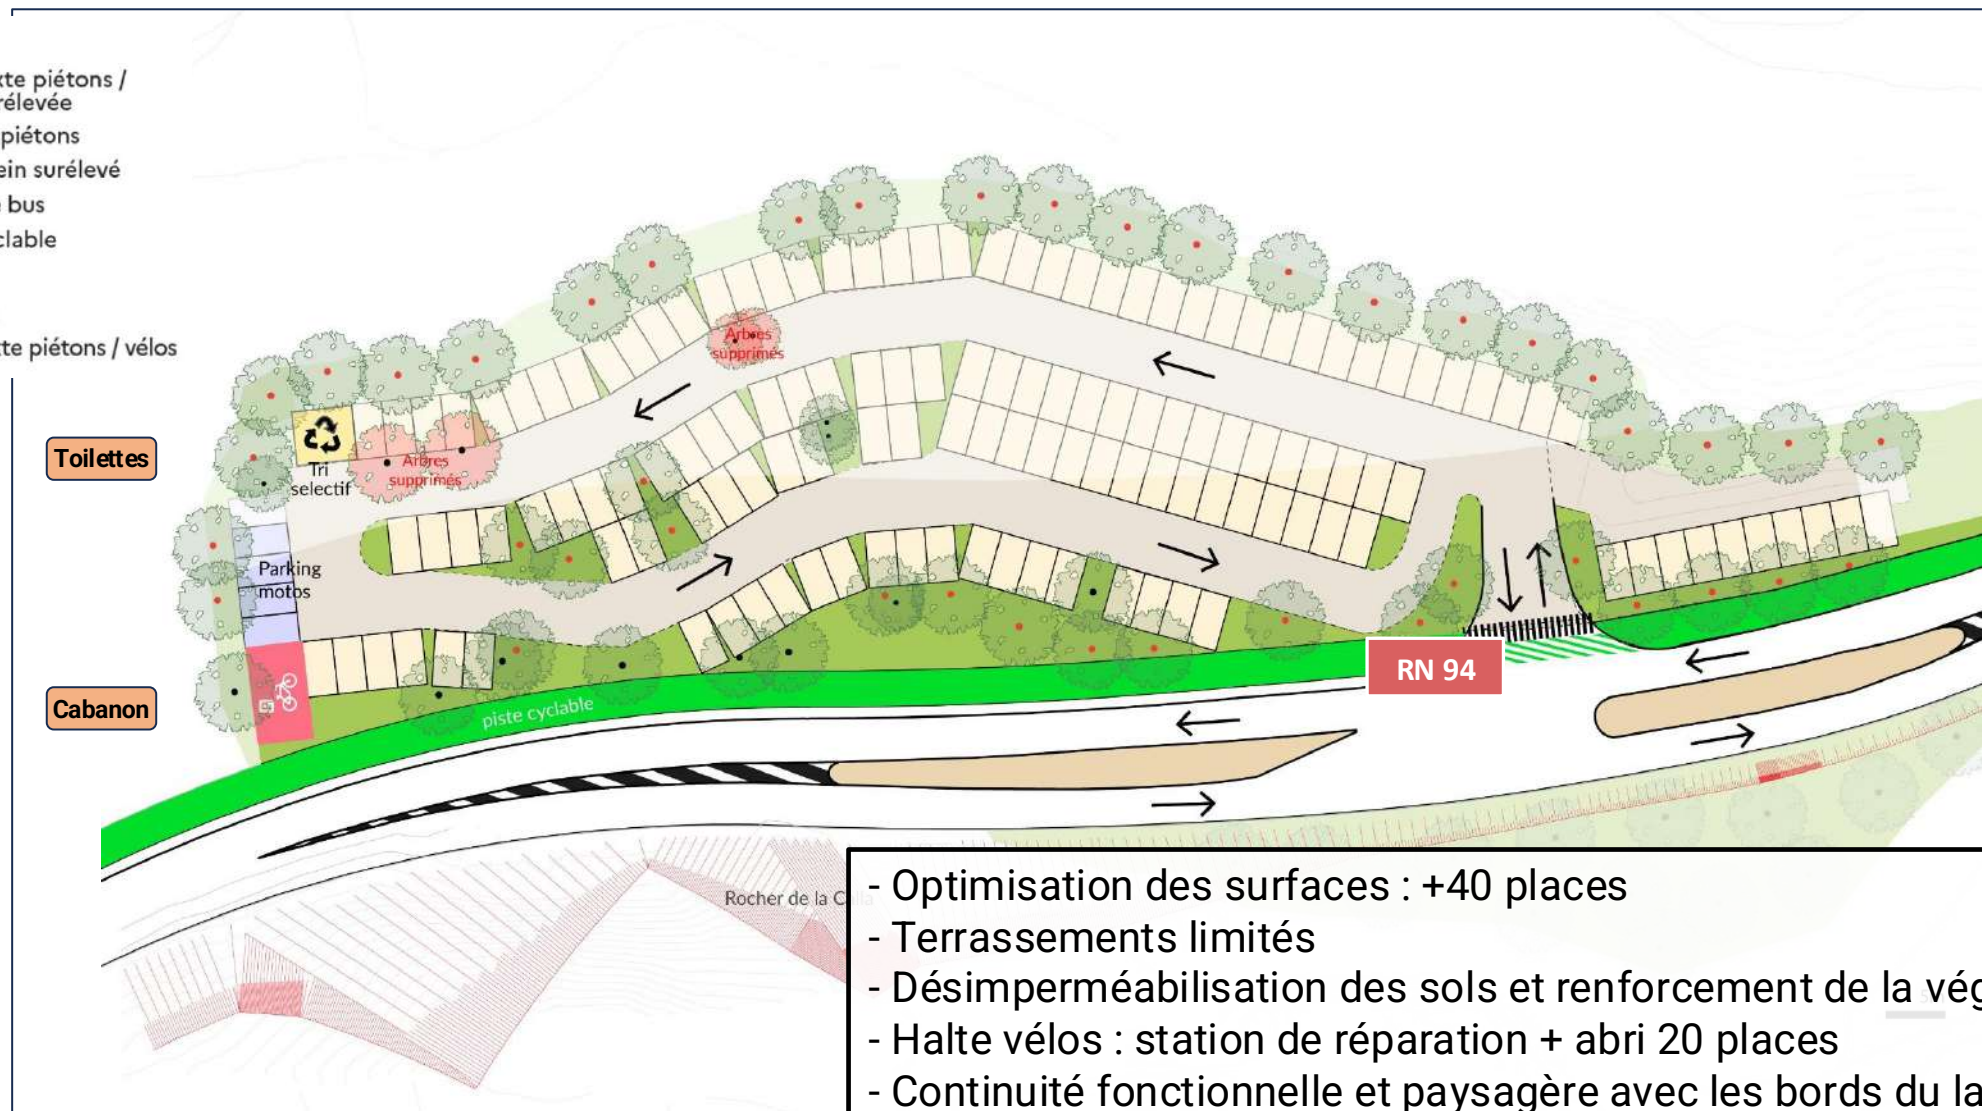 xte piétons /
rélevée
piétons
ein surélevé
bus
clable
te piétons / vélos
Arbres
supprimés
Toilettes
Tri
selectif
Arbres
supprimés
Parking
motos
Cabanon
piste cyclable
RN 94
Rocher de la C
- Optimisation des surfaces : +40 places
- Terrassements limités
- Désimperméabilisation des sols et renforcement de la vég
- Halte vélos : station de réparation + abri 20 places
- Continuité fonctionnelle et paysagère avec les bords du la